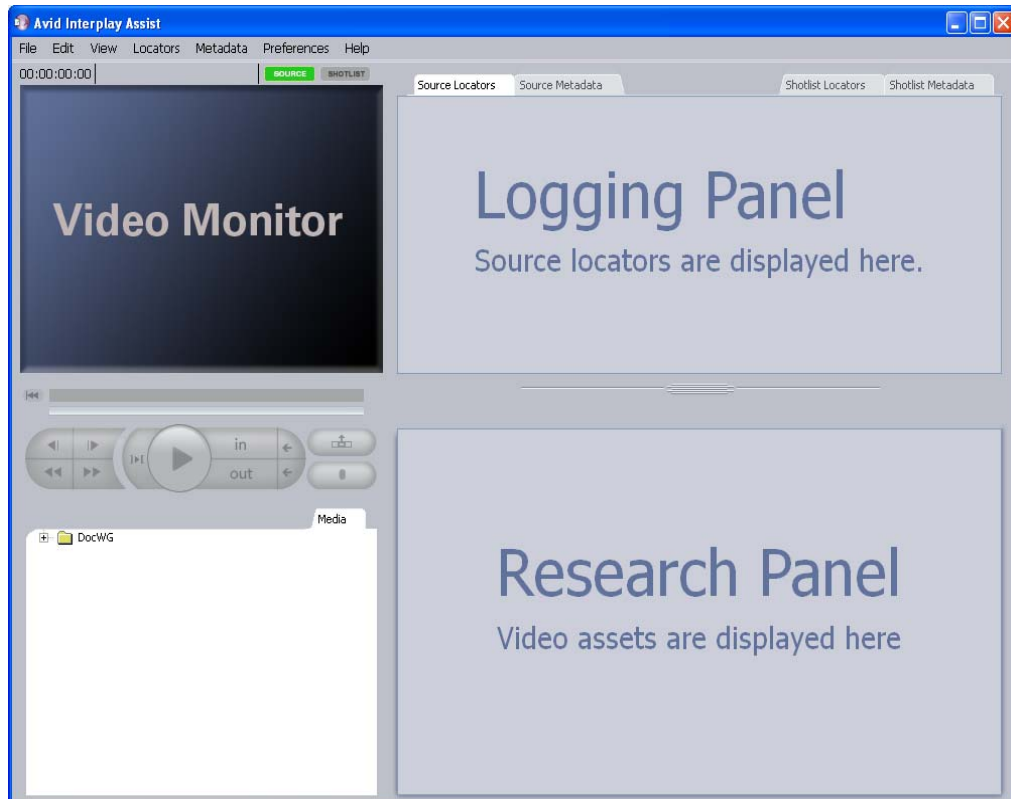 Avid Interplay Assist
File Edit View Locators Metadata Preferences Help
00:00:00:00
SOURCE SHOTLIST
Source Locators Source Metadata Shotlist Locators Shotlist Metadata
Video Monitor
Logging Panel
Source locators are displayed here.
in
out
Media
DocWG
Research Panel
Video assets are displayed here